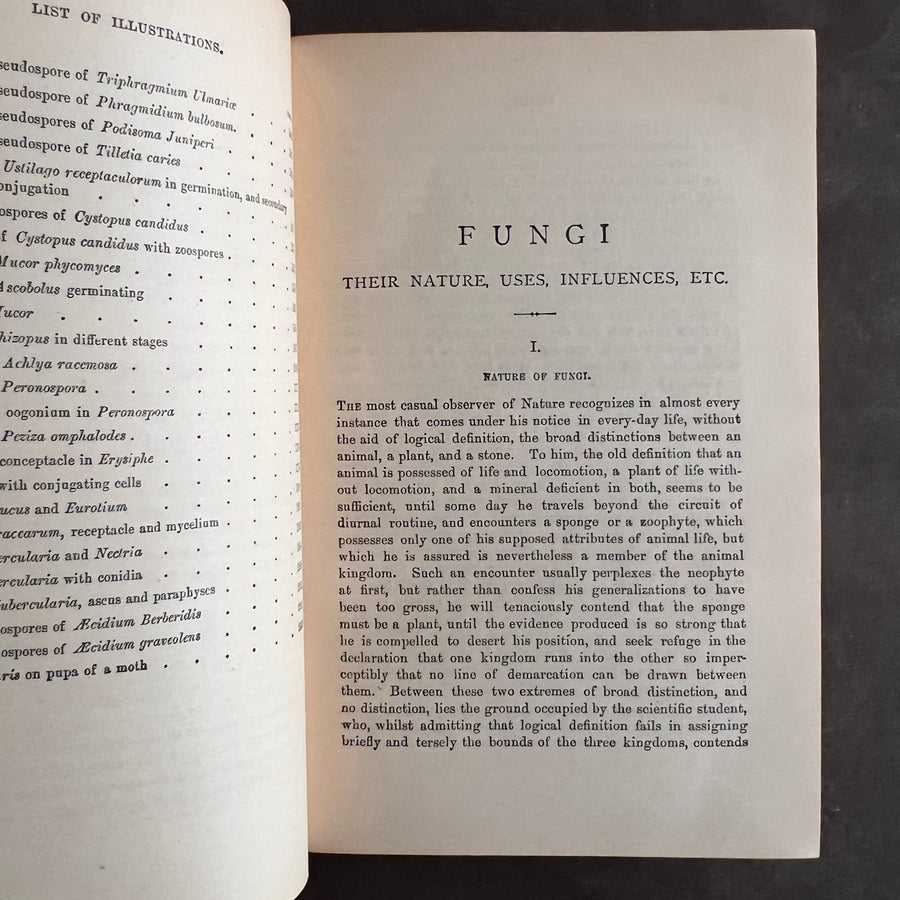 LIST OF ILLUSTRATIONS.
seudospore of Triphragmium Ulmariæ
seudospore of Phragmidium bulbosum.
seudospores of Podisoma Juniperi
seudospore of Tilletia caries
Ustilago receptaculorum in germination, and secondary
onjugation
ospores of Cystopus candidus
f Cystopus candidus with zoospores
Mucor phycomyces
Ascobolus germinating
ucor
hizopus in different stages
Achlya racemosa
Peronospora
oogonium in Peronospora
Peziza omphalodes
conceptacle in Erysiphe
with conjugating cells
ucus and Eurotium
racearum, receptacle and mycelium
ercularia and Nectria
ercularia with conidia
ubercularia, ascus and paraphyses
ospores of Æcidium Berberidis
ospores of Æcidium graveolens
ris on pupa of a moth
FUNGI
THEIR NATURE, USES, INFLUENCES, ETC.
I.
NATURE OF FUNGI.
THE most casual observer of Nature recognizes in almost every
instance that comes under his notice in every-day life, without
the aid of logical definition, the broad distinctions between an
animal, a plant, and a stone. To him, the old definition that an
animal is possessed of life and locomotion, a plant of life with-
out locomotion, and a mineral deficient in both, seems to be
sufficient, until some day he travels beyond the circuit of
diurnal routine, and encounters a sponge or a zoophyte, which
possesses only one of his supposed attributes of animal life, but
which he is assured is nevertheless a member of the animal
kingdom. Such an encounter usually perplexes the neophyte
at first, but rather than confess his generalizations to have
been too gross, he will tenaciously contend that the sponge
must be a plant, until the evidence produced is so strong that
he is compelled to desert his position, and seek refuge in the
declaration that one kingdom runs into the other so imper-
ceptibly that no line of demarcation can be drawn between
them. Between these two extremes of broad distinction, and
no distinction, lies the ground occupied by the scientific student,
who, whilst admitting that logical definition fails in assigning
briefly and tersely the bounds of the three kingdoms, contends